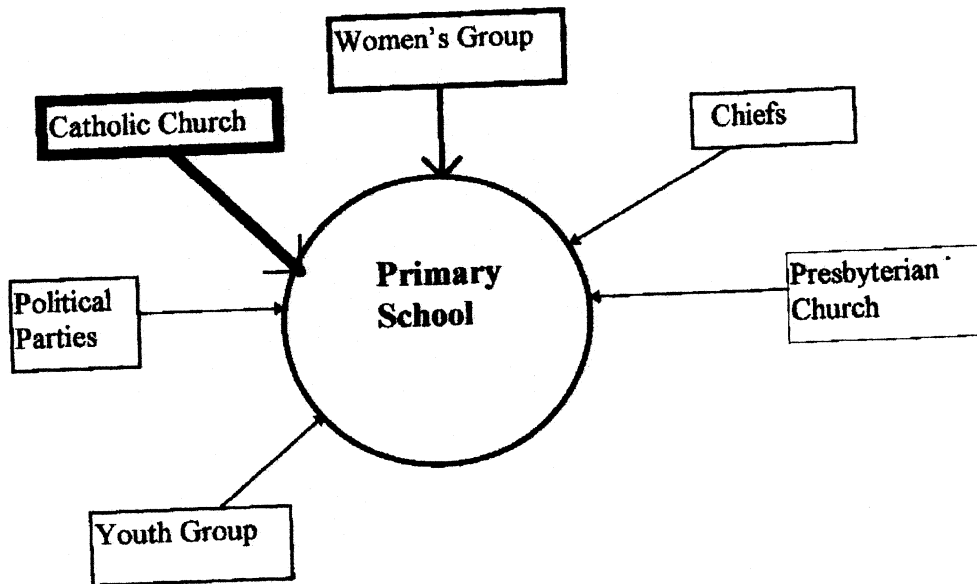 Women's Group
Catholic Church
Chiefs
Primary
School
Presbyterian
Church
Political
Parties
Youth Group